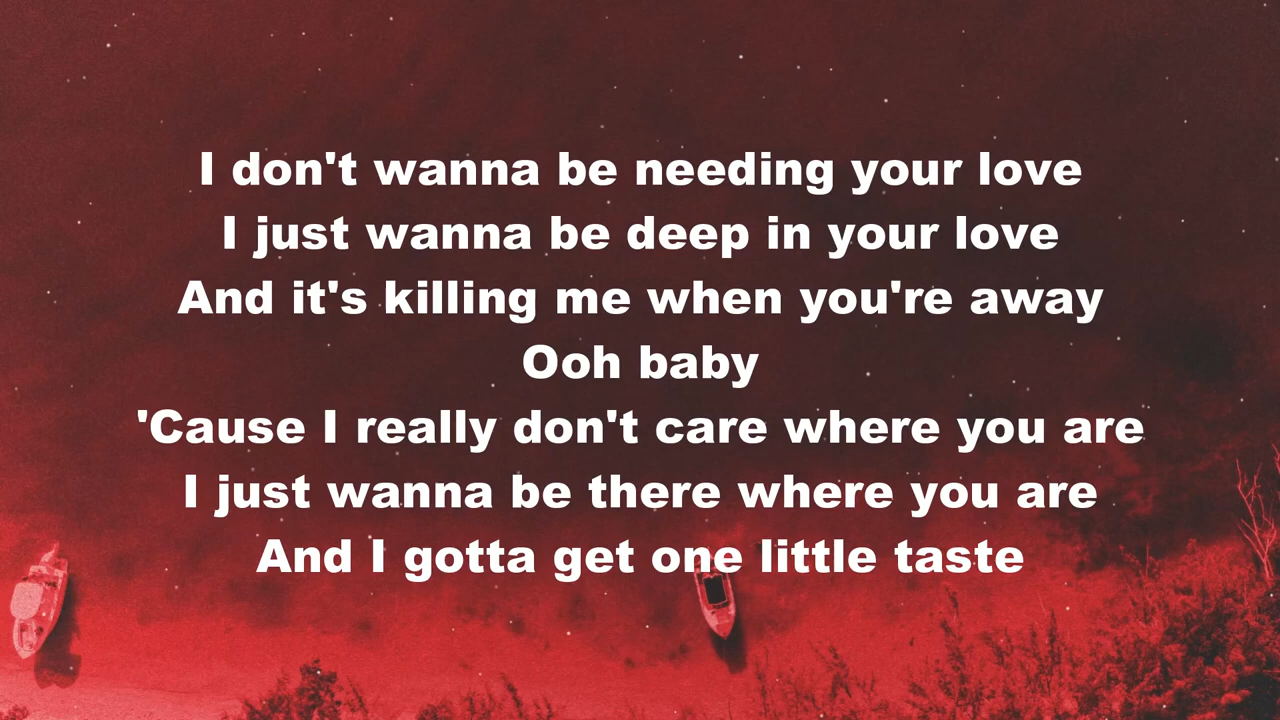 I don't wanna be needing your love
I just wanna be deep in your love
And it's killing me when you're away
Ooh baby
'Cause I really don't care where you are
I just wanna be there where you are
And I gotta get one little taste